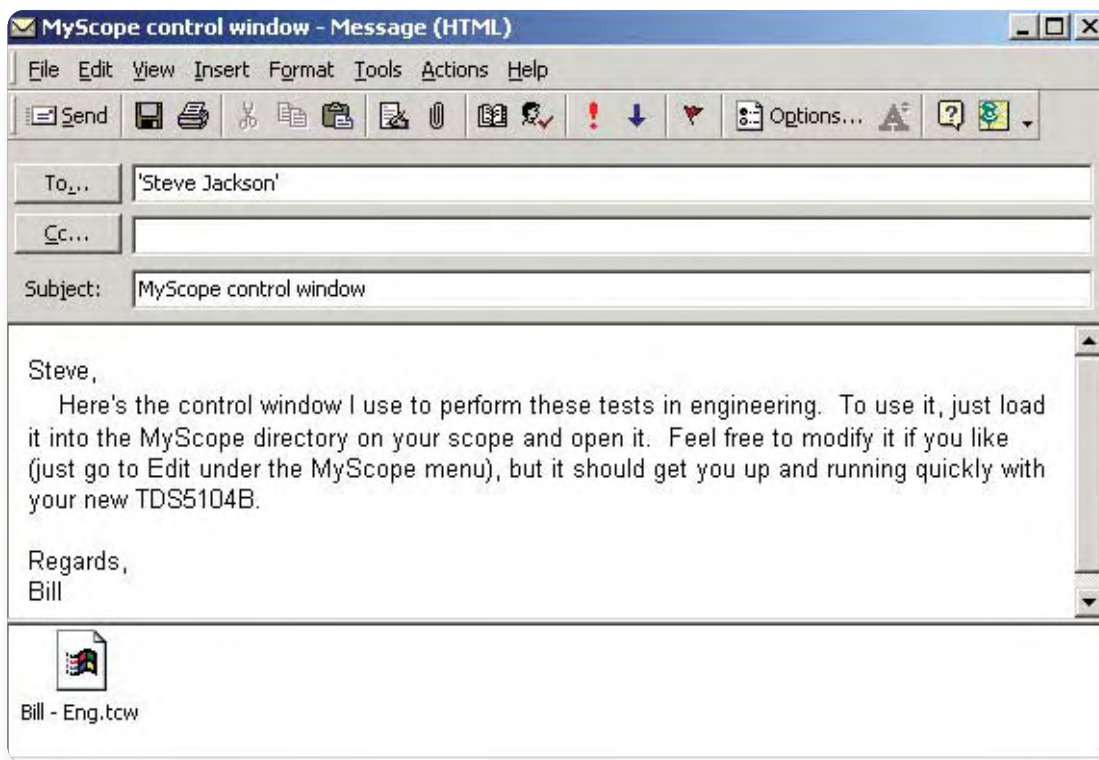 MyScope control window - Message (HTML)
File Edit View Insert Format Tools Actions Help
Send Options...
To... 'Steve Jackson'
Cc...
Subject: MyScope control window
Steve,
Here's the control window I use to perform these tests in engineering. To use it, just load
it into the MyScope directory on your scope and open it. Feel free to modify it if you like
(just go to Edit under the MyScope menu), but it should get you up and running quickly with
your new TDS5104B.
Regards,
Bill
Bill - Eng.tcw